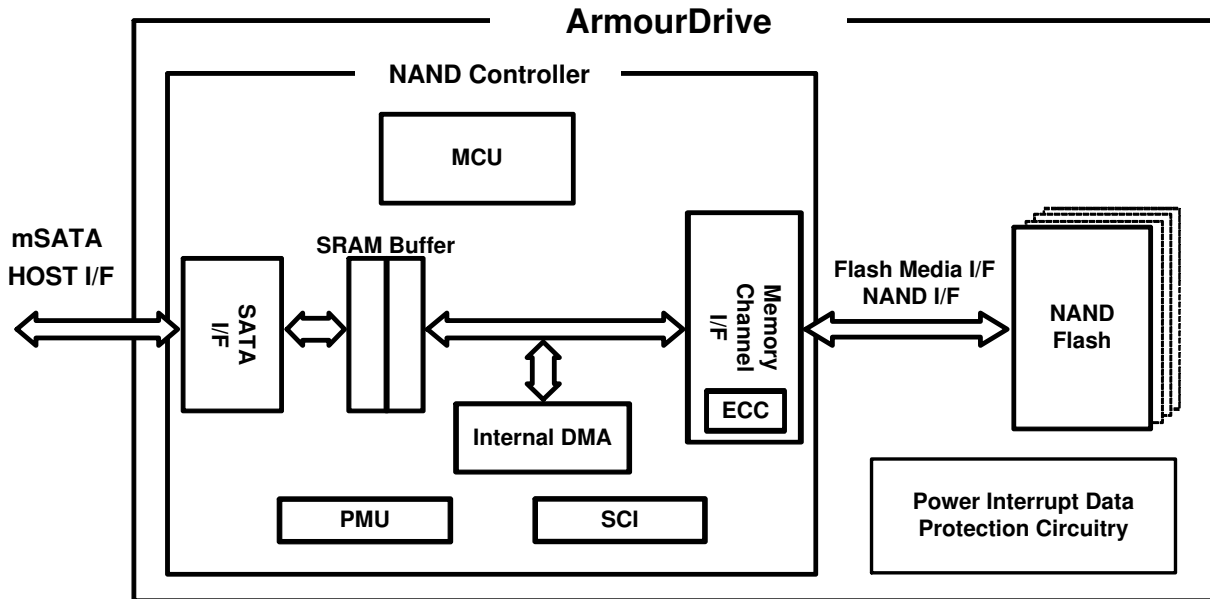 ArmourDrive
NAND Controller
MCU
mSATA
HOST I/F
SATA
I/F
SRAM Buffer
Memory
Channel
I/F
ECC
Internal DMA
PMU
SCI
Flash Media I/F
NAND I/F
NAND
Flash
Power Interrupt Data
Protection Circuitry